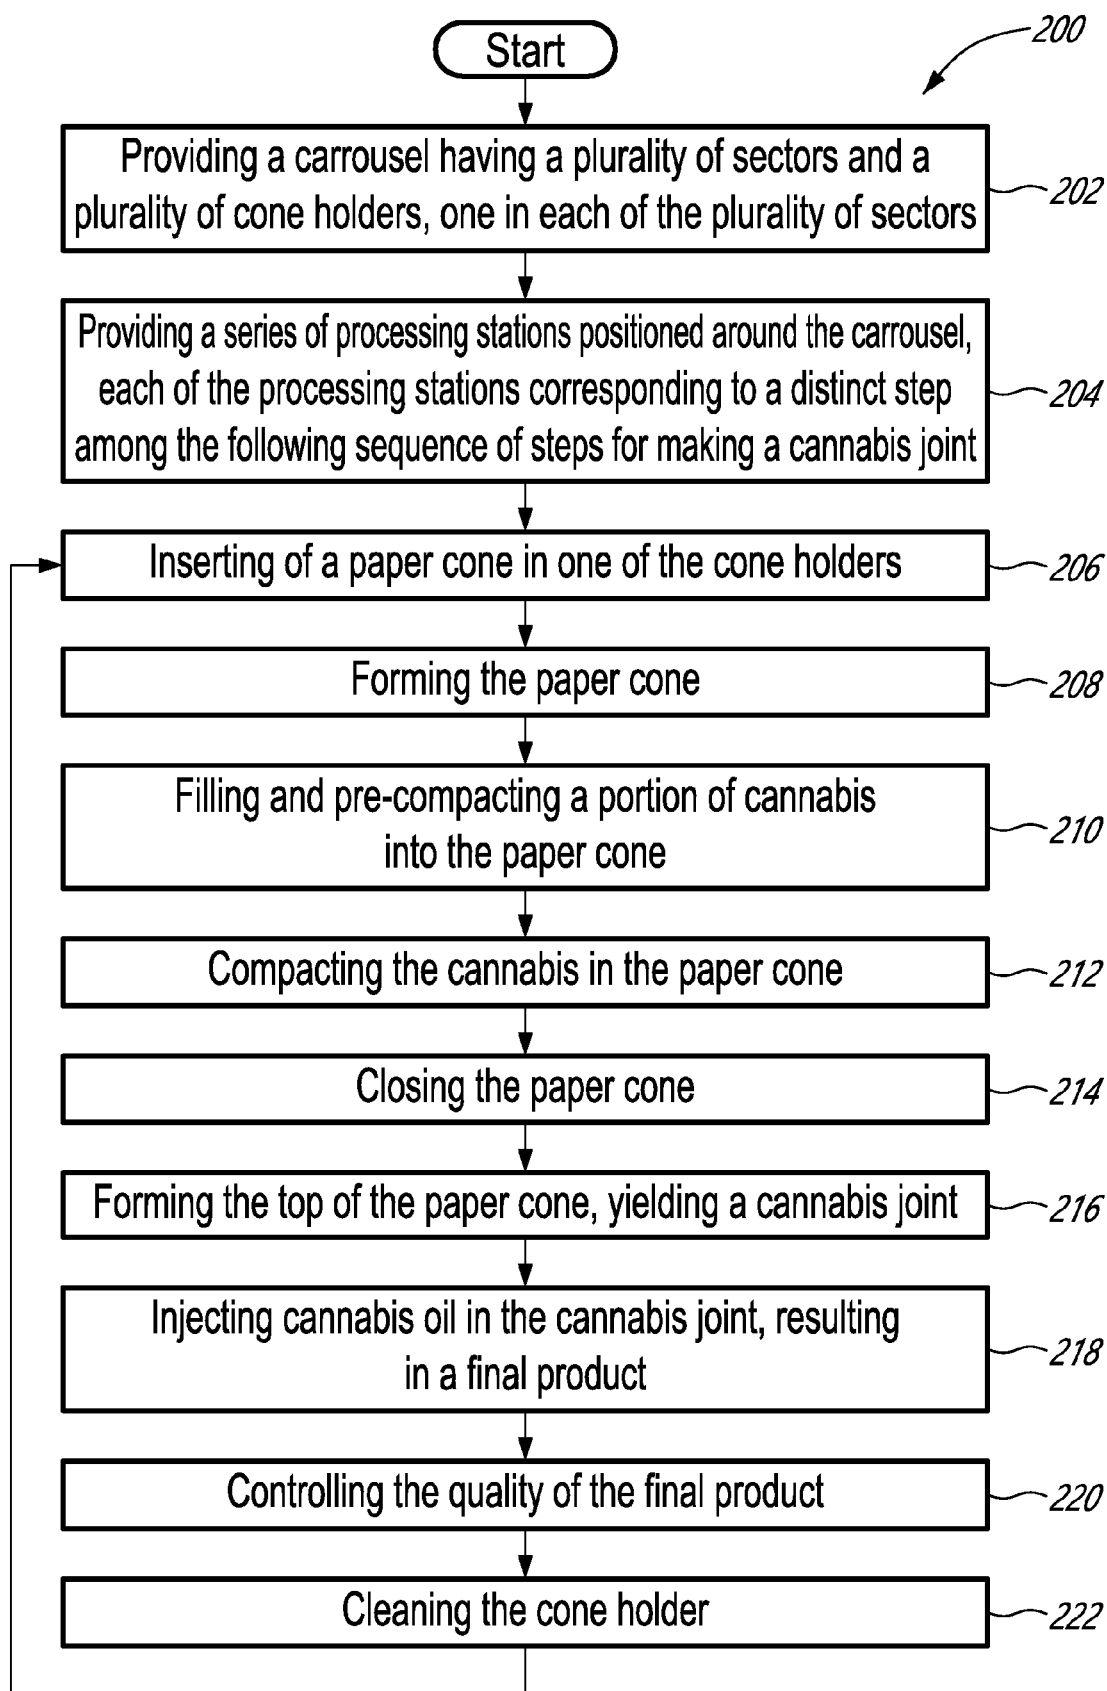 Start
200
Providing a carrousel having a plurality of sectors and a
plurality of cone holders, one in each of the plurality of sectors
202
Providing a series of processing stations positioned around the carrousel,
each of the processing stations corresponding to a distinct step
among the following sequence of steps for making a cannabis joint
204
Inserting of a paper cone in one of the cone holders
206
Forming the paper cone
208
Filling and pre-compacting a portion of cannabis
into the paper cone
210
Compacting the cannabis in the paper cone
212
Closing the paper cone
214
Forming the top of the paper cone, yielding a cannabis joint
216
Injecting cannabis oil in the cannabis joint, resulting
in a final product
218
Controlling the quality of the final product
220
Cleaning the cone holder
222